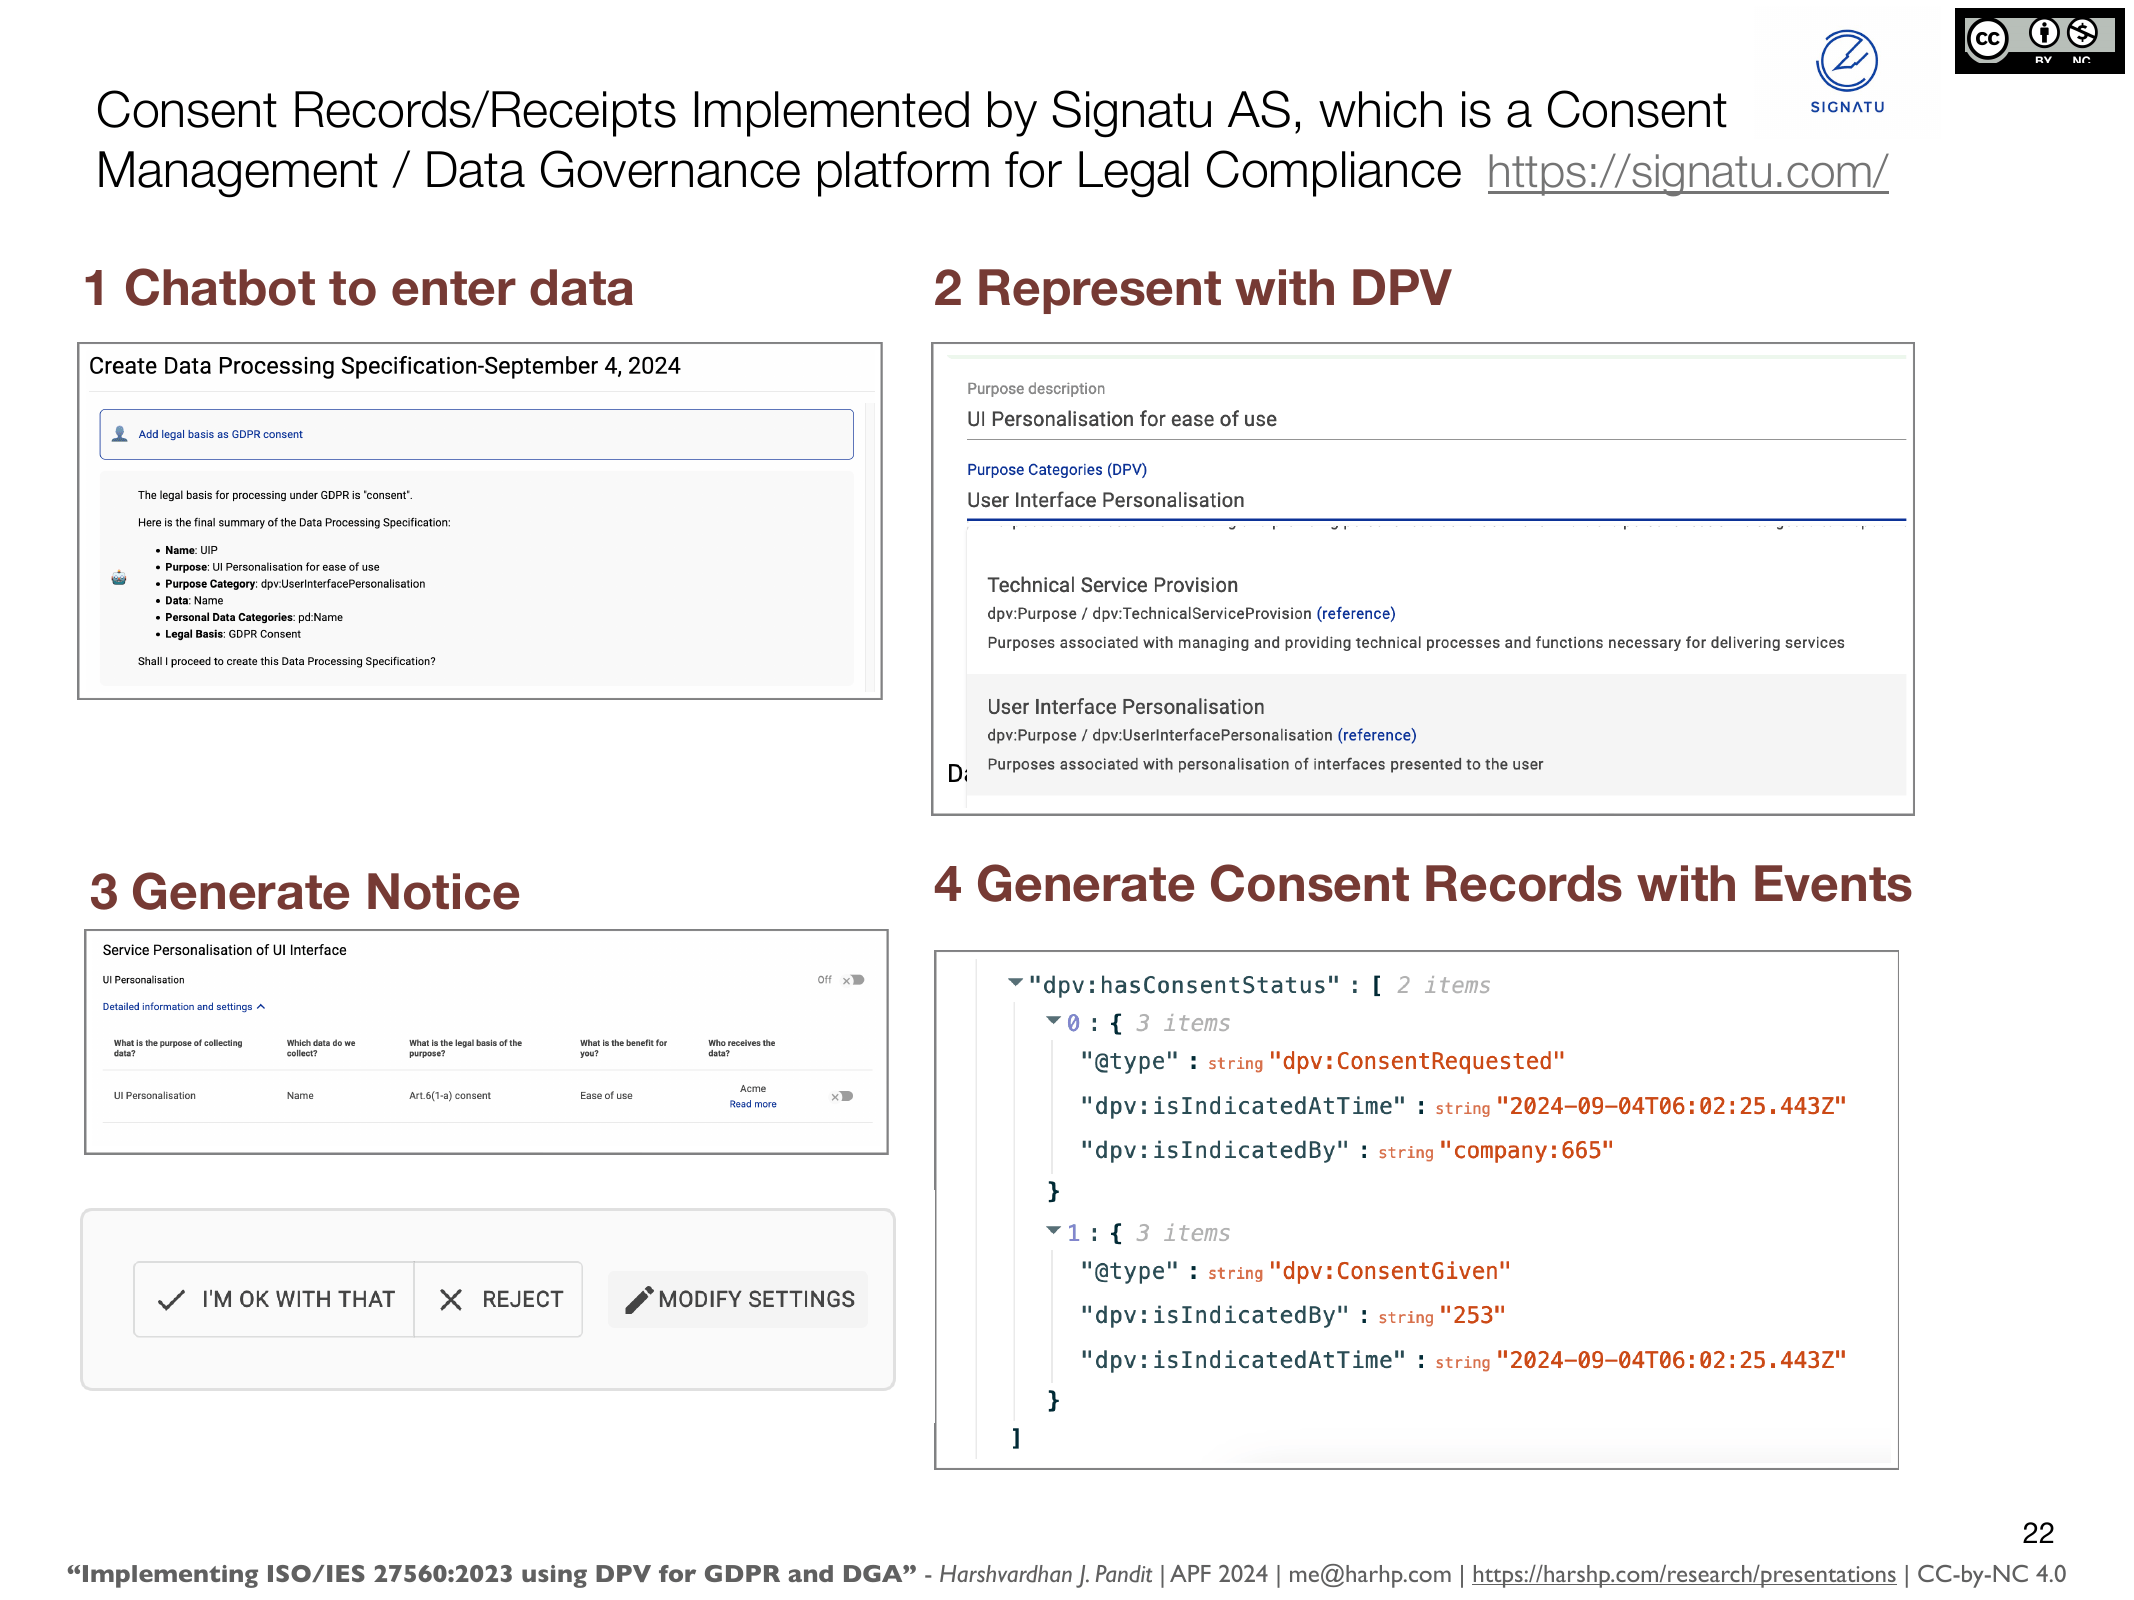 SIGNATU
cc BY NC
Consent Records/Receipts Implemented by Signatu AS, which is a Consent
Management / Data Governance platform for Legal Compliance https://signatu.com/
1 Chatbot to enter data
Create Data Processing Specification-September 4, 2024
Add legal basis as GDPR consent
The legal basis for processing under GDPR is "consent".
Here is the final summary of the Data Processing Specification:
• Name: UIP
• Purpose: UI Personalisation for ease of use
• Purpose Category: dpv:UserInterfacePersonalisation
• Data: Name
• Personal Data Categories: pd:Name
• Legal Basis: GDPR Consent
Shall I proceed to create this Data Processing Specification?
2 Represent with DPV
Purpose description
UI Personalisation for ease of use
Purpose Categories (DPV)
User Interface Personalisation
Technical Service Provision
dpv:Purpose / dpv:TechnicalServiceProvision (reference)
Purposes associated with managing and providing technical processes and functions necessary for delivering services
User Interface Personalisation
dpv:Purpose / dpv:UserInterfacePersonalisation (reference)
Purposes associated with personalisation of interfaces presented to the user
3 Generate Notice
Service Personalisation of UI Interface
UI Personalisation Off
Detailed information and settings
What is the purpose of collecting data? Which data do we collect? What is the legal basis of the purpose? What is the benefit for you? Who receives the data?
UI Personalisation Name Art.6(1-a) consent Ease of use Acme
Read more
I'M OK WITH THAT REJECT MODIFY SETTINGS
4 Generate Consent Records with Events
"dpv:hasConsentStatus" : [ 2 items
0 : { 3 items
"@type" : string "dpv:ConsentRequested"
"dpv:isIndicatedAtTime" : string "2024-09-04T06:02:25.443Z"
"dpv:isIndicatedBy" : string "company:665"
}
1 : { 3 items
"@type" : string "dpv:ConsentGiven"
"dpv:isIndicatedBy" : string "253"
"dpv:isIndicatedAtTime" : string "2024-09-04T06:02:25.443Z"
}
]
22
“Implementing ISO/IES 27560:2023 using DPV for GDPR and DGA” - Harshvardhan J. Pandit | APF 2024 | me@harhp.com | https://harshp.com/research/presentations | CC-by-NC 4.0